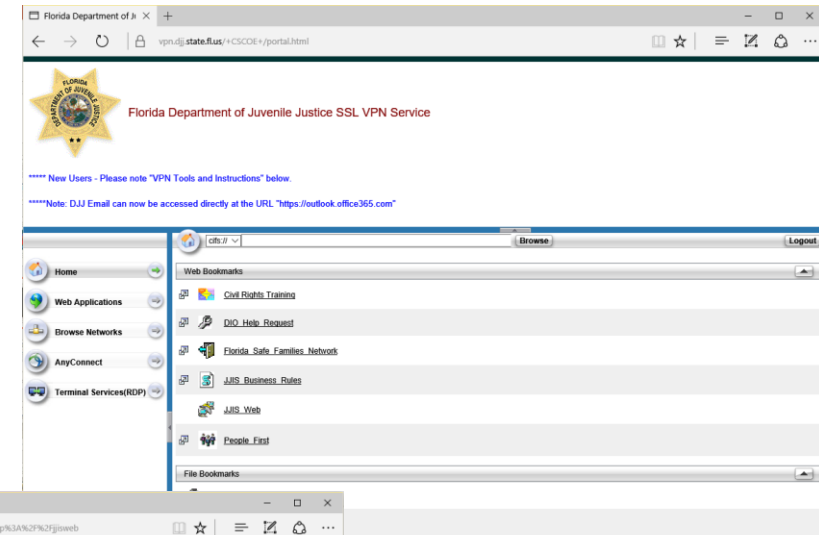 Florida Department of Ju
vpn.djj.state.fl.us/+CSCOE+/portal.html
FLORIDA
DEPARTMENT OF JUVENILE JUSTICE
Florida Department of Juvenile Justice SSL VPN Service
***** New Users - Please note "VPN Tools and Instructions" below.
*****Note: DJJ Email can now be accessed directly at the URL "https://outlook.office365.com"
cifs://
Browse
Logout
Home
Web Applications
Browse Networks
AnyConnect
Terminal Services(RDP)
Web Bookmarks
Civil Rights Training
DIO Help Request
Florida Safe Families Network
JJIS Business Rules
JJIS Web
People First
File Bookmarks
p%3A%2F%2Fjjisweb